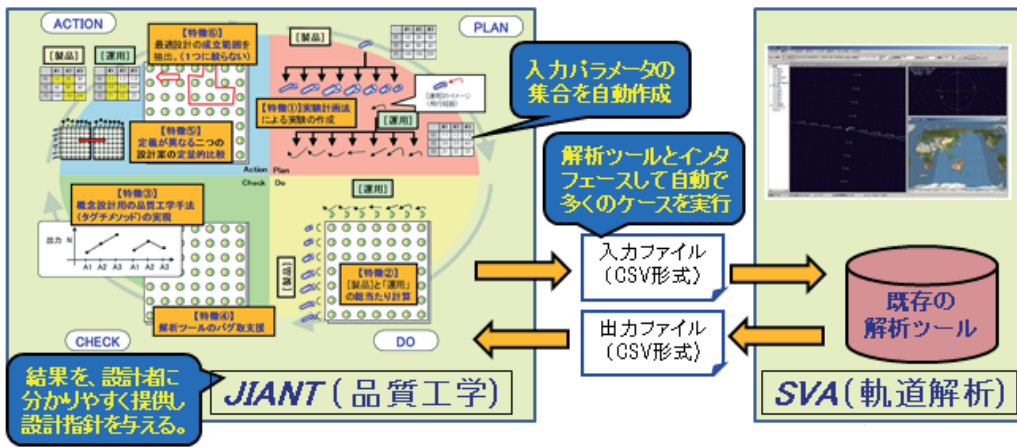 ACTION
PLAN
【特徴⑥】
最適設計の成立範囲を
抽出。(1つに絞らない)
[製品]
[運用]
【特徴⑤】
定義が異なる二つの
設計案の定量的比較
Action
[製品]
【特徴①】実験計画法
による実験の作成
[運用]のイメージ
(飛行経路)
[運用]
Plan
入力パラメータの
集合を自動作成
Check
【特徴③】
概念設計用の品質工学手法
(タグチメソッド)の実現
出力
N
A1 A2 A3
A1 A2 A3
【特徴④】
解析ツールのバグ取支援
CHECK
Do
[運用]
[製品]
【特徴②】
[製品]と「運用」
の総当たり計算
DO
解析ツールとインタ
フェースして自動で
多くのケースを実行
入力ファイル
(CSV形式)
出力ファイル
(CSV形式)
既存の
解析ツール
結果を、設計者に
分かりやすく提供し
設計指針を与える。
JIANT(品質工学)
SVA(軌道解析)